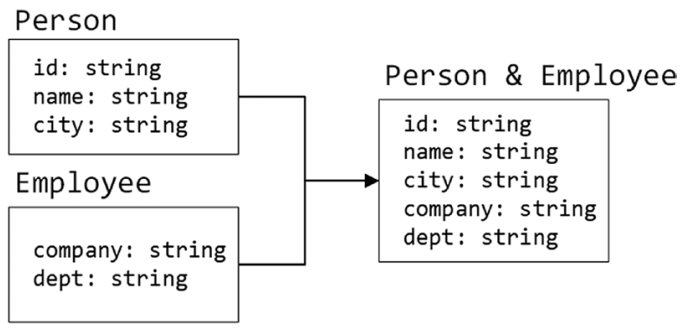 Person
id: string
name: string
city: string
Employee
company: string
dept: string
Person & Employee
id: string
name: string
city: string
company: string
dept: string